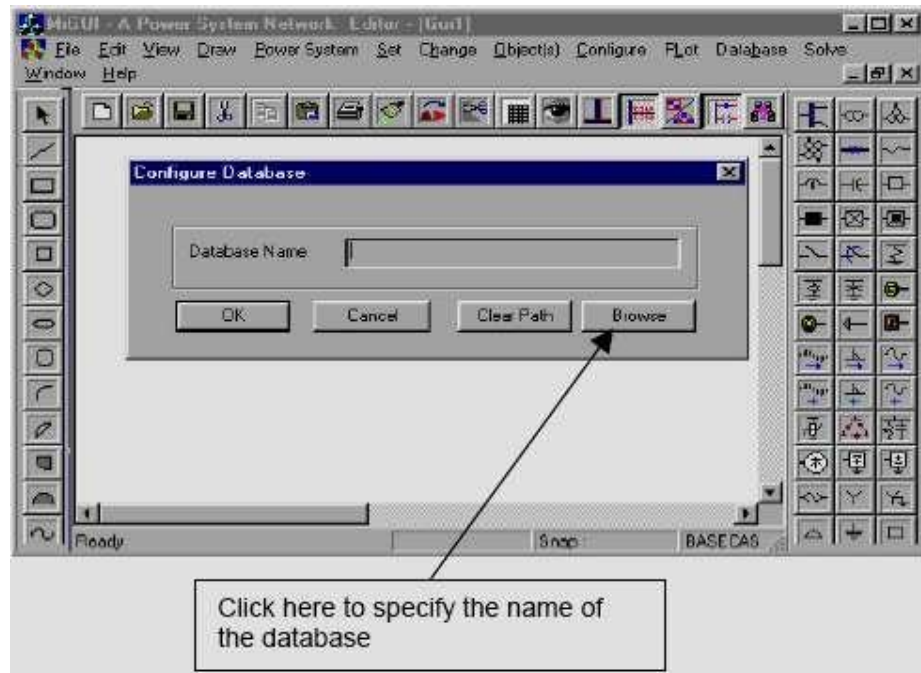 MiGUI - A Power System Network Editor - [Gui1]
File Edit View Draw Power System Set Change Object(s) Configure PLot Database Solve
Window Help
Configure Database
Database Name
OK Cancel Clear Path Browse
Ready Snap : BASECAS
Click here to specify the name of
the database